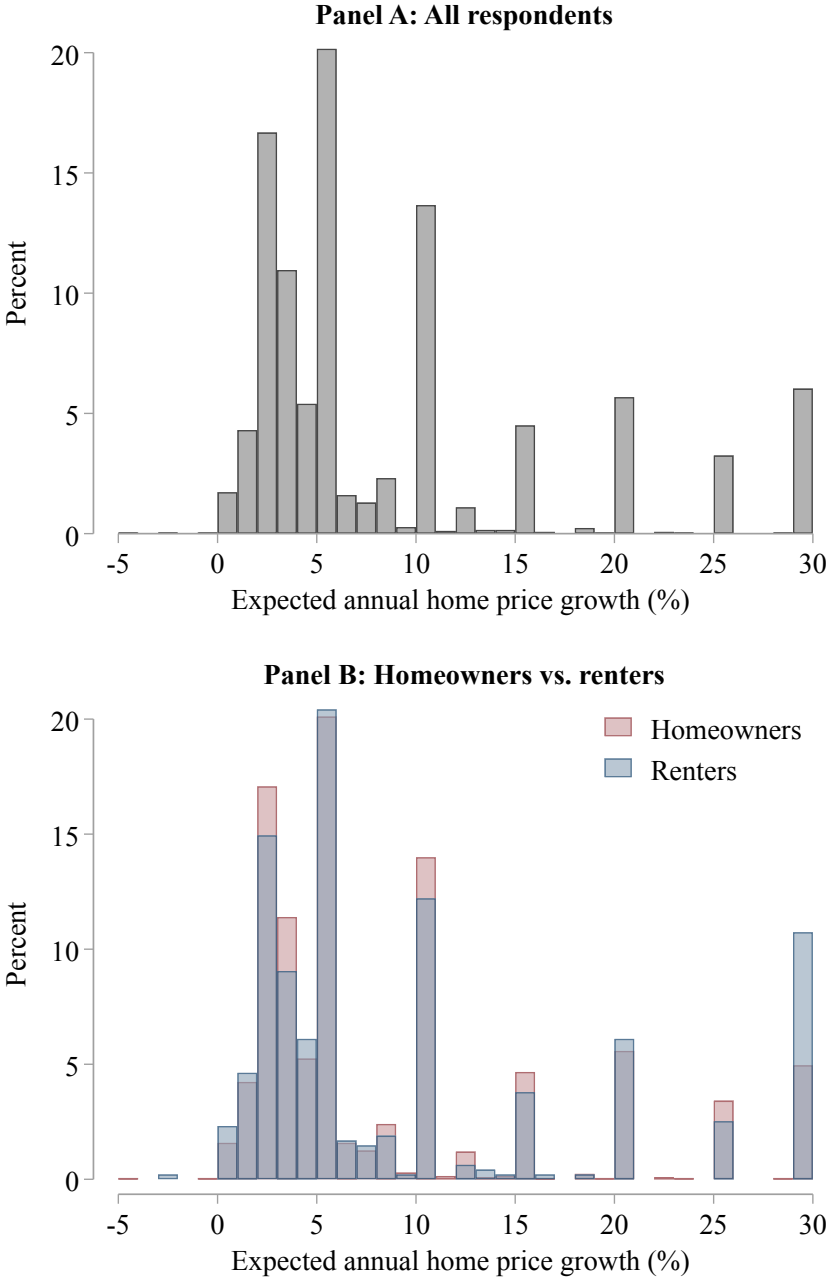 Panel A: All respondents
20
15
10
5
0
Percent
-5 0 5 10 15 20 25 30
Expected annual home price growth (%)
Panel B: Homeowners vs. renters
Homeowners
Renters
20
15
10
5
0
Percent
-5 0 5 10 15 20 25 30
Expected annual home price growth (%)